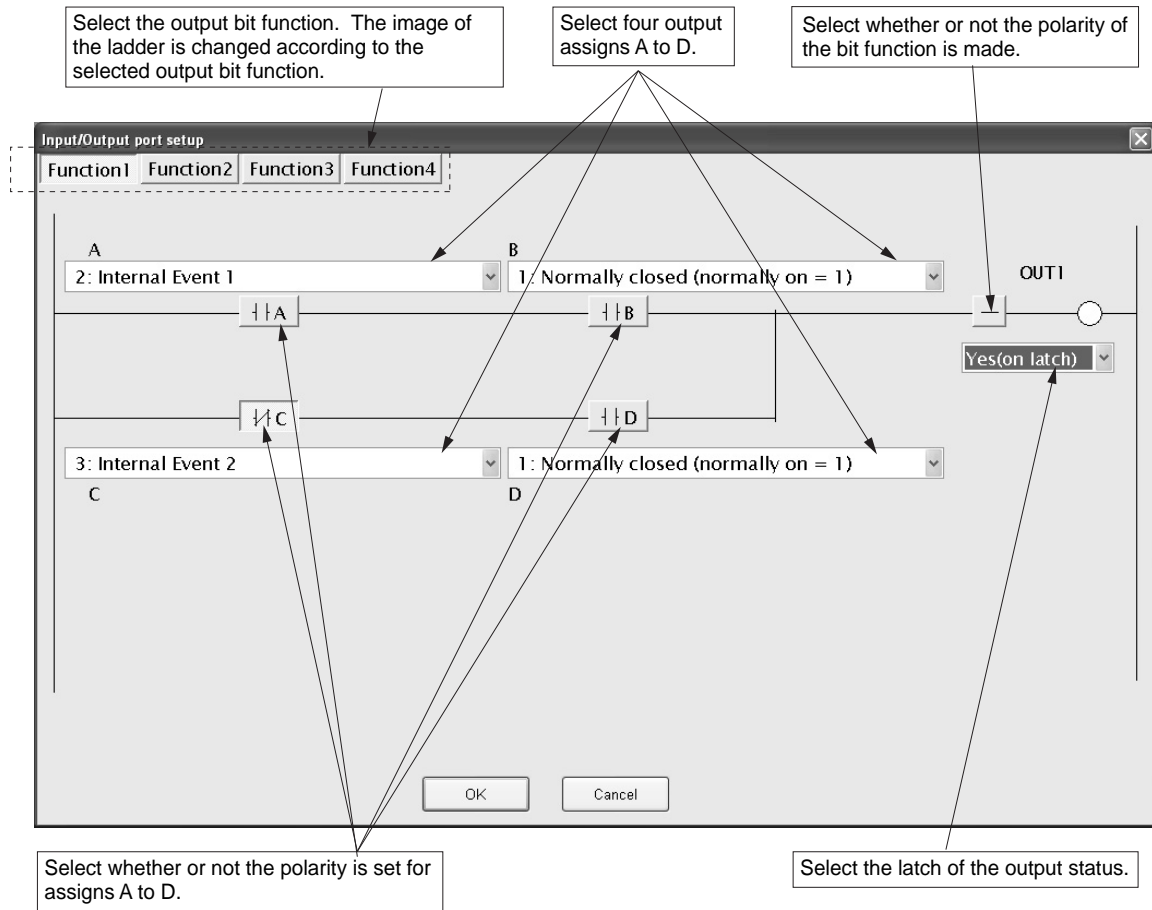 Select the output bit function. The image of
the ladder is changed according to the
selected output bit function.
Select four output
assigns A to D.
Select whether or not the polarity of
the bit function is made.
Input/Output port setup
Function1 Function2 Function3 Function4
A
2: Internal Event 1
B
1: Normally closed (normally on = 1)
OUT1
A
B
Yes(on latch)
C
D
3: Internal Event 2
1: Normally closed (normally on = 1)
C
D
OK
Cancel
Select whether or not the polarity is set for
assigns A to D.
Select the latch of the output status.